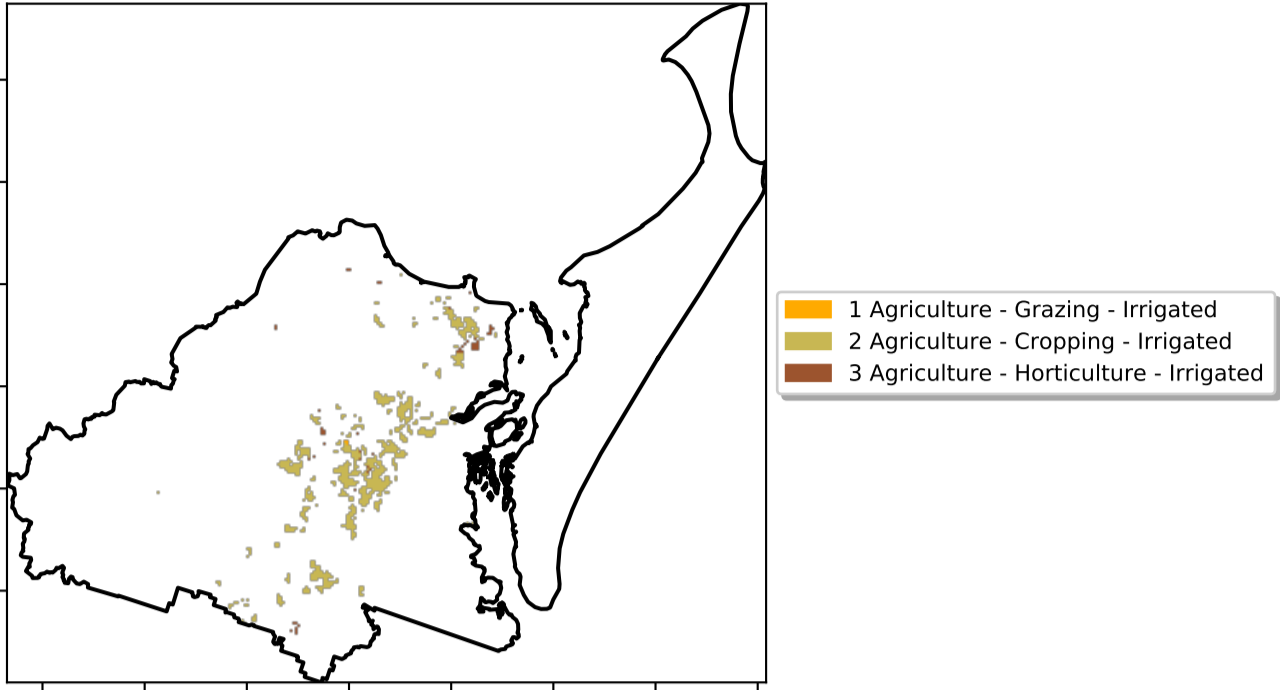 1 Agriculture - Grazing - Irrigated
2 Agriculture - Cropping - Irrigated
3 Agriculture - Horticulture - Irrigated